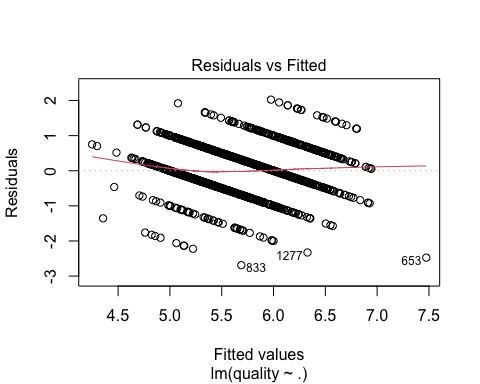 Residuals vs Fitted
Residuals
2
1
0
-1
-2
-3
1277
653
833
4.5 5.0 5.5 6.0 6.5 7.0 7.5
Fitted values
lm(quality ~ .)